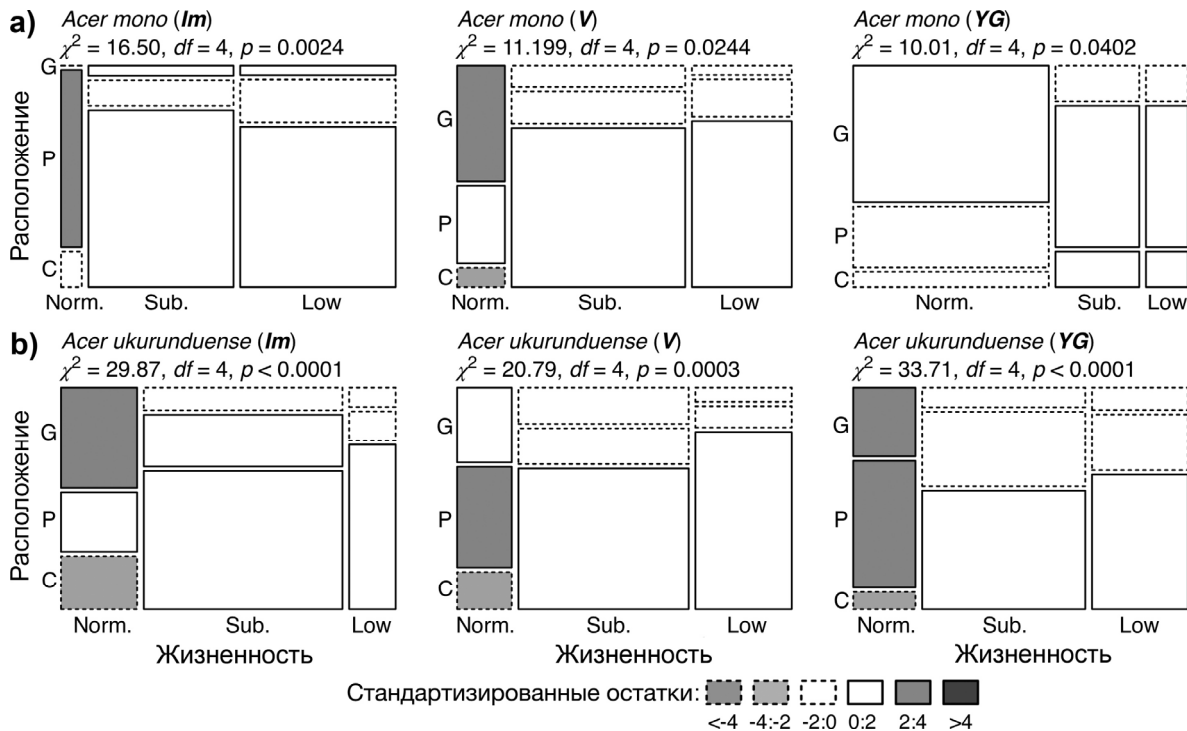 a)
Acer mono (Im)
χ² = 16.50, df = 4, p = 0.0024
Acer mono (V)
χ² = 11.199, df = 4, p = 0.0244
Acer mono (YG)
χ² = 10.01, df = 4, p = 0.0402
Расположение
G
P
C
Norm. Sub. Low
G
P
C
Norm. Sub. Low
G
P
C
Norm. Sub. Low
b)
Acer ukurunduense (Im)
χ² = 29.87, df = 4, p < 0.0001
Acer ukurunduense (V)
χ² = 20.79, df = 4, p = 0.0003
Acer ukurunduense (YG)
χ² = 33.71, df = 4, p < 0.0001
Расположение
G
P
C
Norm. Sub. Low
G
P
C
Norm. Sub. Low
G
P
C
Norm. Sub. Low
Жизненность Жизненность Жизненность
Стандартизированные остатки:
<-4 -4:-2 -2:0 0:2 2:4 >4